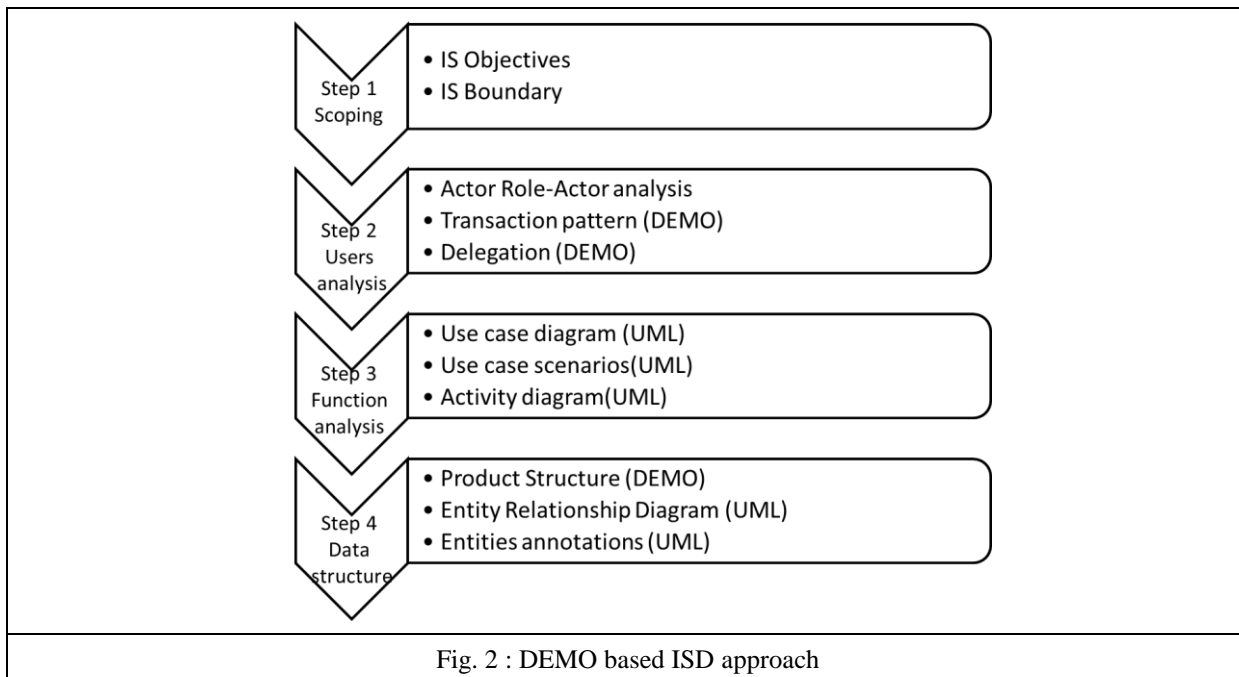 Step 1
Scoping
• IS Objectives
• IS Boundary
Step 2
Users
analysis
• Actor Role-Actor analysis
• Transaction pattern (DEMO)
• Delegation (DEMO)
Step 3
Function
analysis
• Use case diagram (UML)
• Use case scenarios(UML)
• Activity diagram(UML)
Step 4
Data
structure
• Product Structure (DEMO)
• Entity Relationship Diagram (UML)
• Entities annotations (UML)
Fig. 2 : DEMO based ISD approach